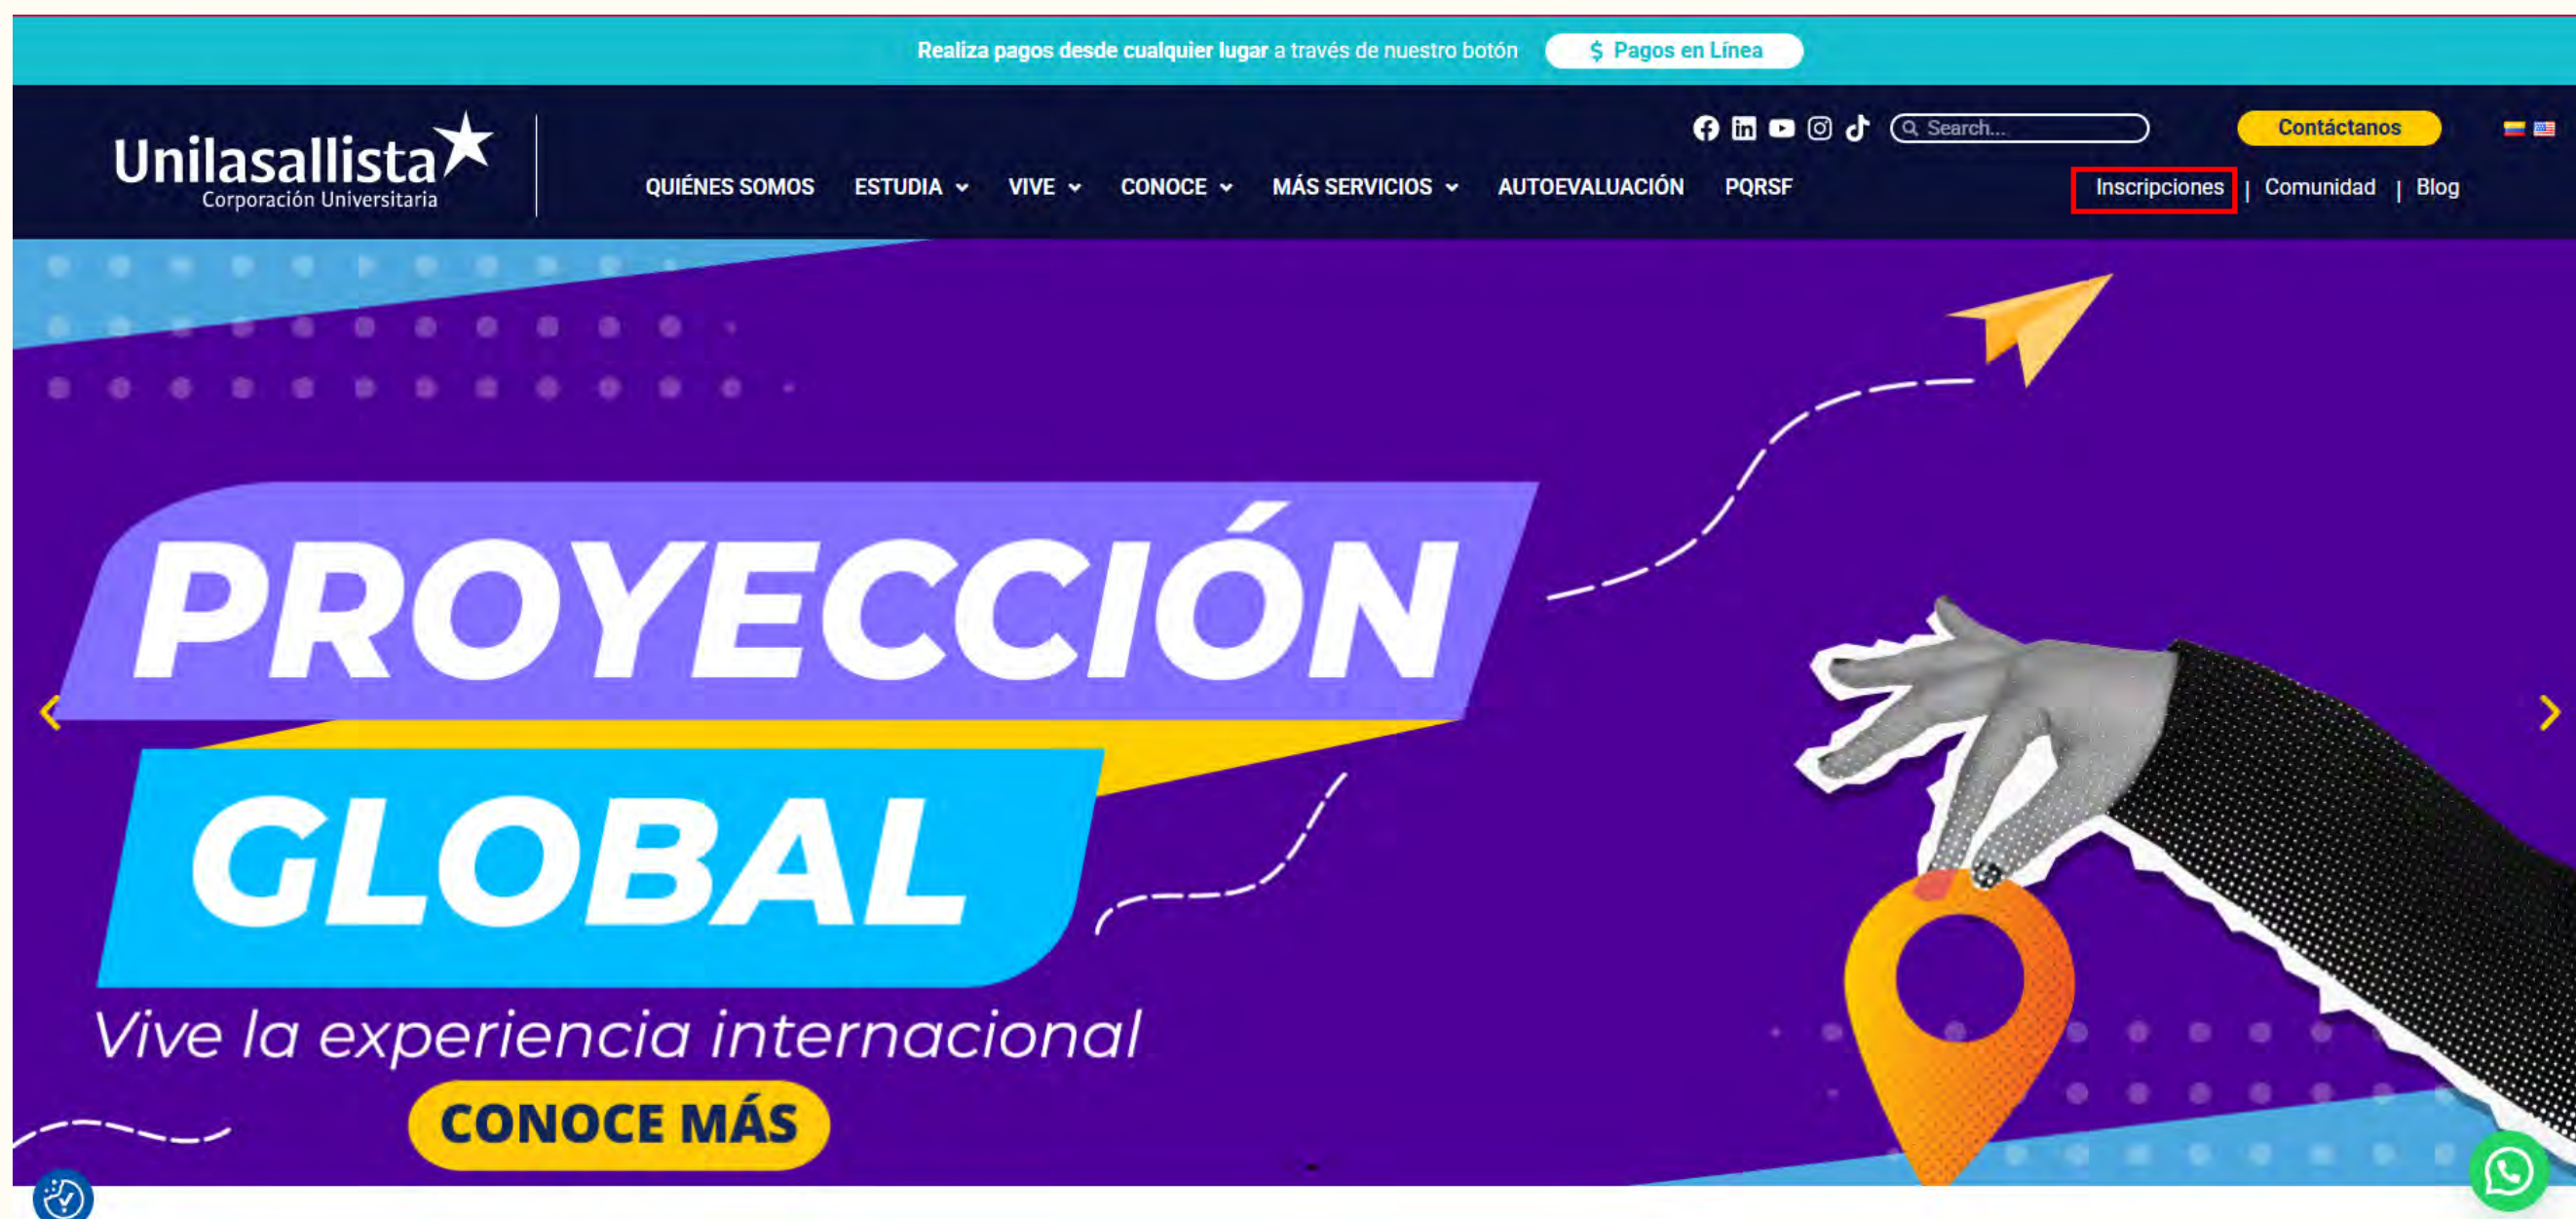 Realiza pagos desde cualquier lugar a través de nuestro botón $ Pagos en Línea
Unilasallista
Corporación Universitaria
Search...
Contáctanos
QUIÉNES SOMOS ESTUDIA VIVE CONOCE MÁS SERVICIOS AUTOEVALUACIÓN PQRSF
Inscripciones | Comunidad | Blog
PROYECCIÓN
GLOBAL
Vive la experiencia internacional
CONOCE MÁS